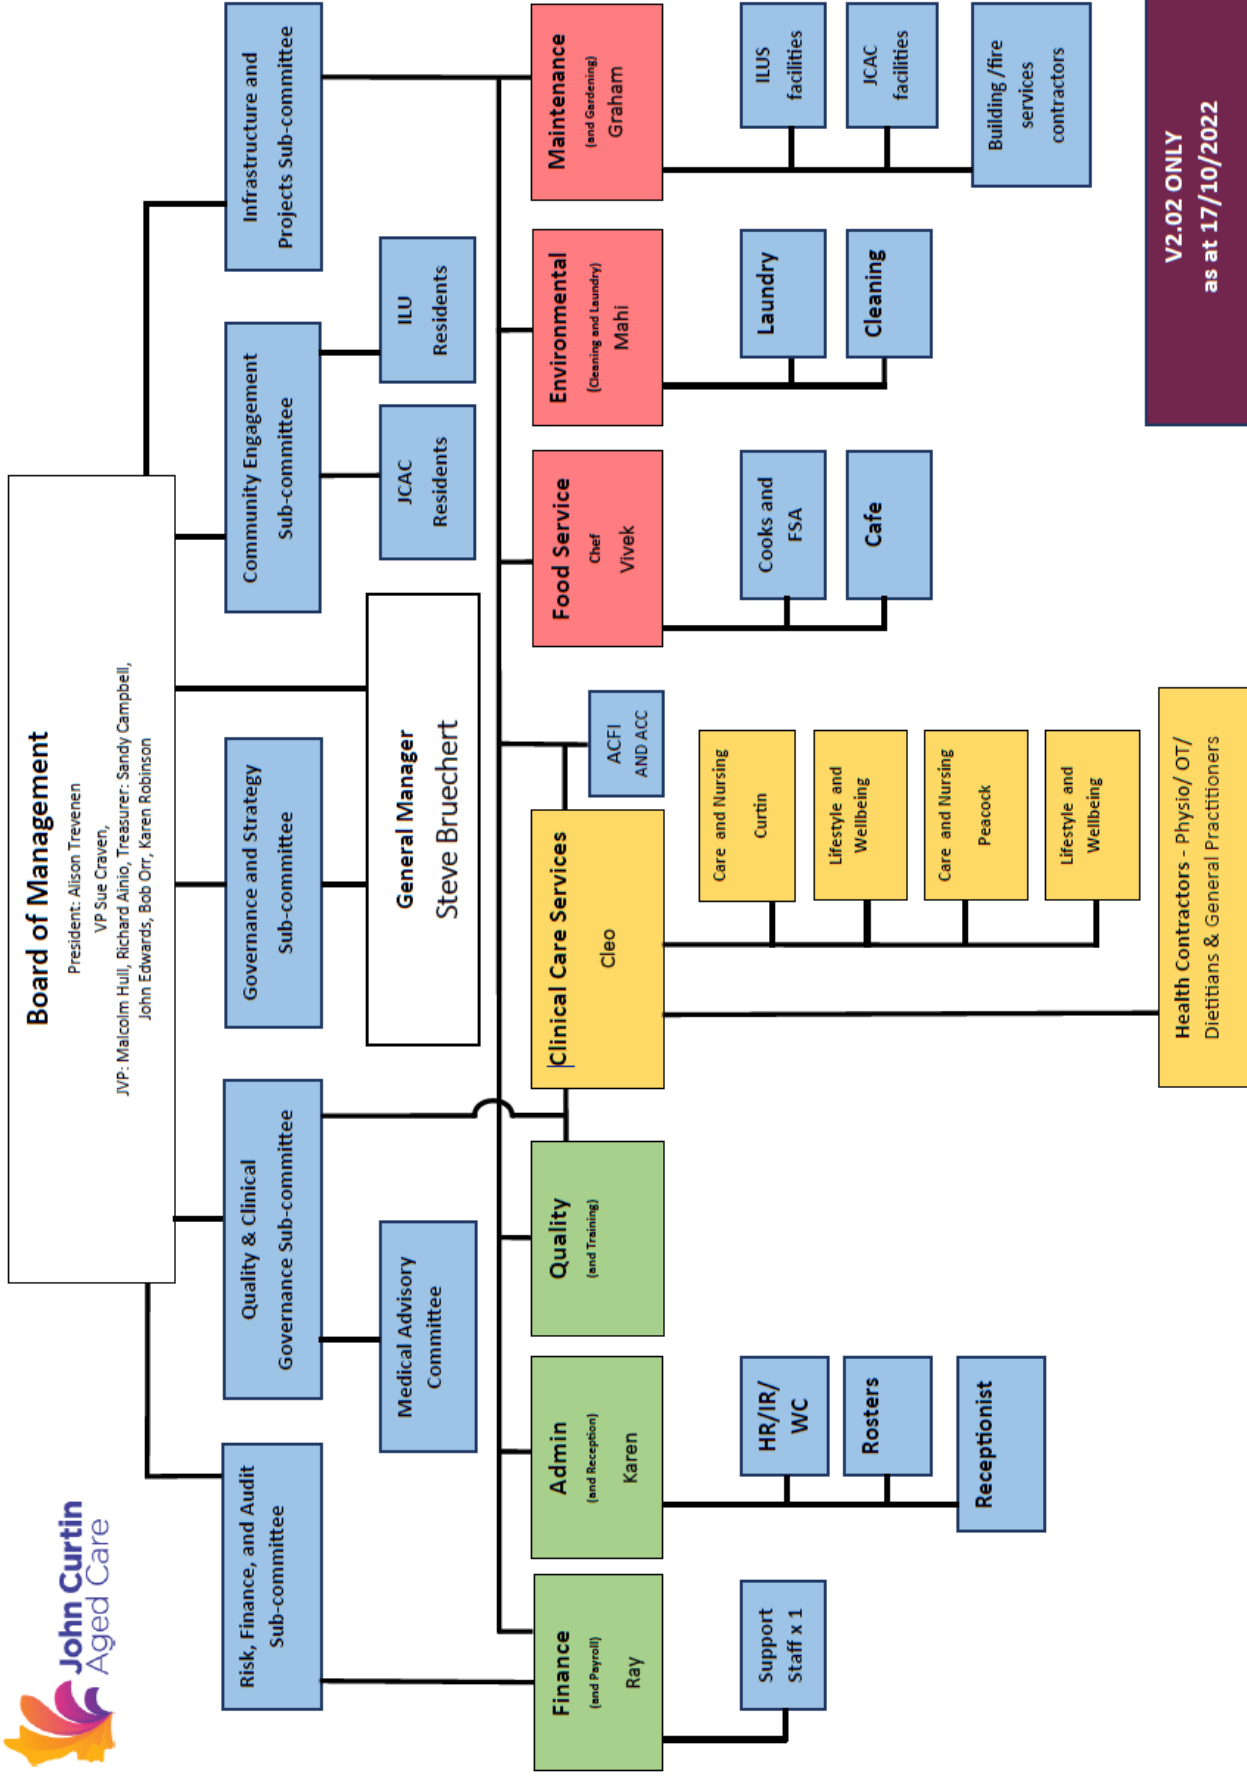 John Curtin
Aged Care
Board of Management
President: Alison Trevenen
VP Sue Craven,
JVP: Malcolm Hull, Richard Ainio, Treasurer: Sandy Campbell,
John Edwards, Bob Orr, Karen Robinson
Risk, Finance, and Audit
Sub-committee
Quality & Clinical
Governance Sub-committee
Governance and Strategy
Sub-committee
Community Engagement
Sub-committee
Infrastructure and
Projects Sub-committee
Medical Advisory
Committee
General Manager
Steve Bruechert
JCAC
Residents
ILU
Residents
Finance
(and Payroll)
Ray
Admin
(and Reception)
Karen
Quality
(and Training)
Clinical Care Services
Cleo
ACFI
AND ACC
Food Service
Chef
Vivek
Environmental
(Cleaning and Laundry)
Mahi
Maintenance
(and Gardening)
Graham
Support
Staff x 1
HR/IR/
WC
Rosters
Receptionist
Care and Nursing
Curtin
Lifestyle and
Wellbeing
Care and Nursing
Peacock
Lifestyle and
Wellbeing
Health Contractors - Physio/ OT/
Dietitians & General Practitioners
Cooks and
FSA
Cafe
Laundry
Cleaning
ILUS
facilities
JCAC
facilities
Building /fire
services
contractors
V2.02 ONLY
as at 17/10/2022